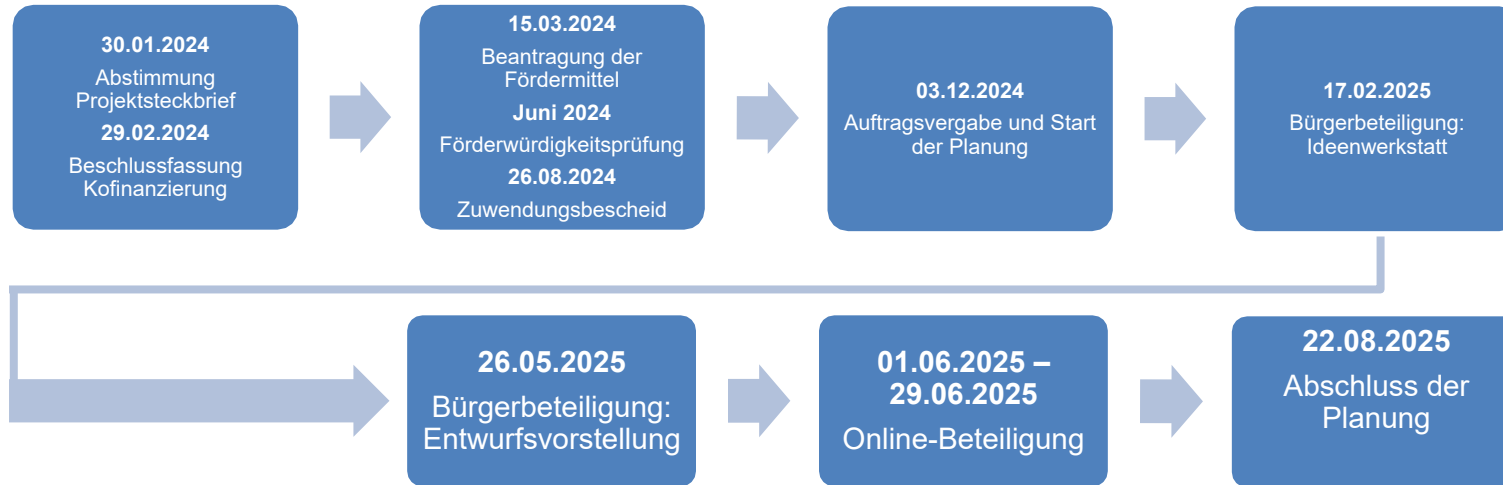 30.01.2024
Abstimmung
Projektsteckbrief
29.02.2024
Beschlussfassung
Kofinanzierung
15.03.2024
Beantragung der
Fördermittel
Juni 2024
Förderwürdigkeitsprüfung
26.08.2024
Zuwendungsbescheid
03.12.2024
Auftragsvergabe und Start
der Planung
17.02.2025
Bürgerbeteiligung:
Ideenwerkstatt
26.05.2025
Bürgerbeteiligung:
Entwurfsvorstellung
01.06.2025 –
29.06.2025
Online-Beteiligung
22.08.2025
Abschluss der
Planung